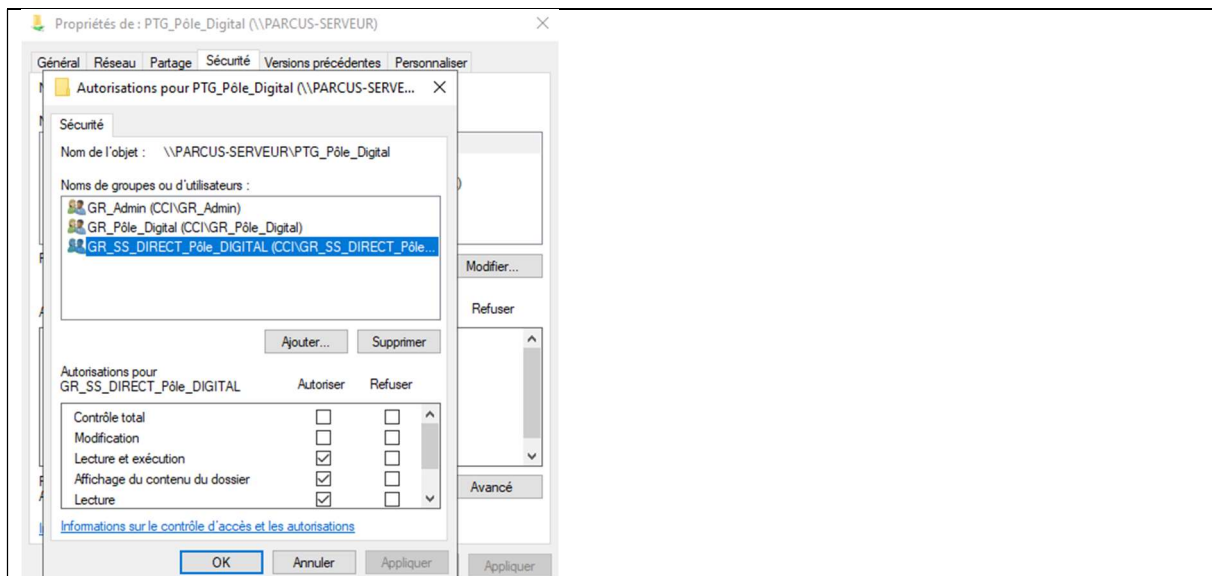 Propriétés de : PTG_Pôle_Digital (\\PARCUS-SERVEUR)
Général Réseau Partage Sécurité Versions précédentes Personnaliser
Autorisations pour PTG_Pôle_Digital (\\PARCUS-SERVE...
Sécurité
Nom de l'objet : \\PARCUS-SERVEUR\PTG_Pôle_Digital
Noms de groupes ou d'utilisateurs :
GR_Admin (CCI\GR_Admin)
GR_Pôle_Digital (CCI\GR_Pôle_Digital)
GR_SS_DIRECT_Pôle_DIGITAL (CCI\GR_SS_DIRECT_Pôle...
Modifier...
Refuser
Ajouter... Supprimer
Autorisations pour
GR_SS_DIRECT_Pôle_DIGITAL Autoriser Refuser
Contrôle total
Modification
Lecture et exécution
Affichage du contenu du dossier
Lecture
Avancé
Informations sur le contrôle d'accès et les autorisations
OK Annuler Appliquer
Appliquer